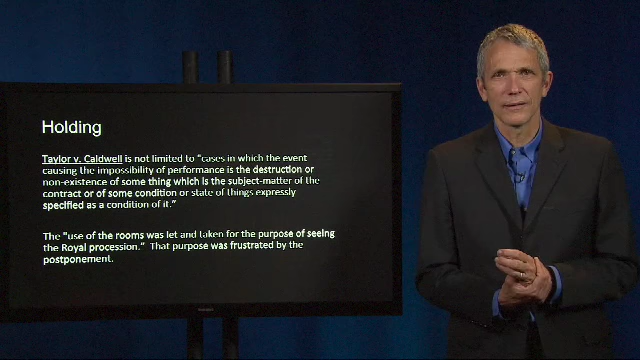 Holding
Taylor v. Caldwell is not limited to “cases in which the event
causing the impossibility of performance is the destruction or
non-existence of some thing which is the subject-matter of the
contract or of some condition or state of things expressly
specified as a condition of it.”
The "use of the rooms was let and taken for the purpose of seeing
the Royal procession.”  That purpose was frustrated by the
postponement.